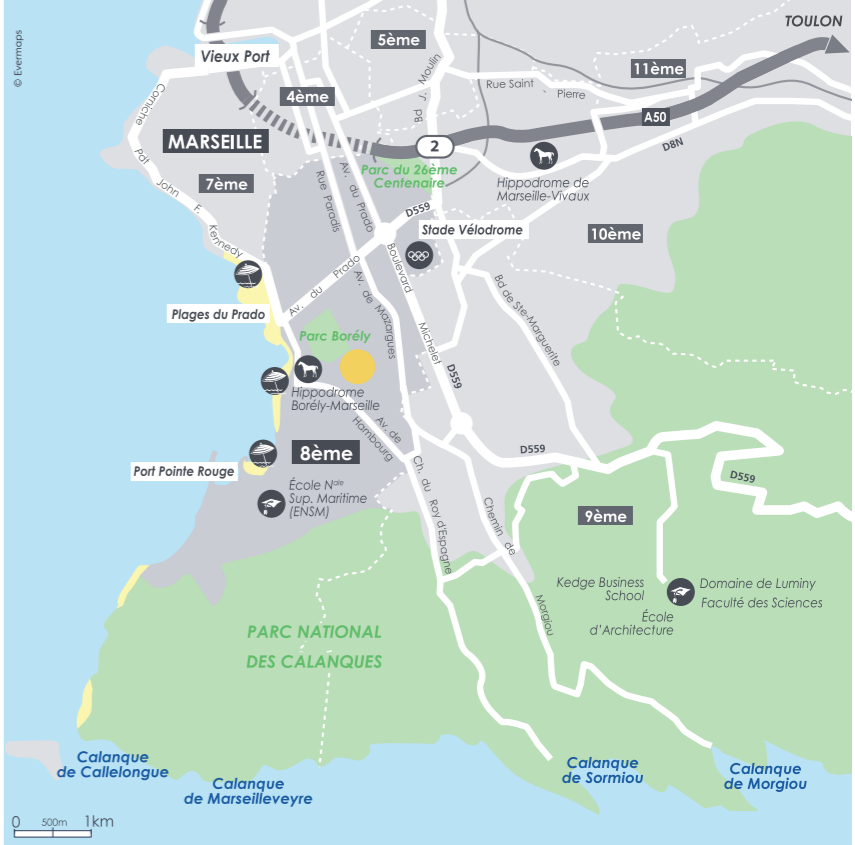 © Evermaps
TOULON
5ème
Vieux Port
11ème
Bd J. Moulin
Rue Saint Pierre
4ème
Corniche Pdt John F. Kennedy
A50
MARSEILLE
2
D8N
Parc du 26ème
Centenaire
7ème
Hippodrome de
Marseille-Vivaux
Rue Paradis
Av. du Prado
D559
Stade Vélodrome
10ème
Av. du Prado
Boulevard Michelet
Av. de Mazargues
Bd de Ste-Marguerite
Plages du Prado
Parc Borély
D559
Hippodrome
Borély-Marseille
Av. de
Hambourg
8ème
D559
Port Pointe Rouge
D559
École Nale
Sup. Maritime
(ENSM)
Ch. du Roy d'Espagne
Chemin de Morgiou
9ème
Kedge Business
School
Domaine de Luminy
Faculté des Sciences
École
d'Architecture
PARC NATIONAL
DES CALANQUES
Calanque
de Callelongue
Calanque
de Marseilleveyre
Calanque
de Sormiou
Calanque
de Morgiou
0 500m 1km